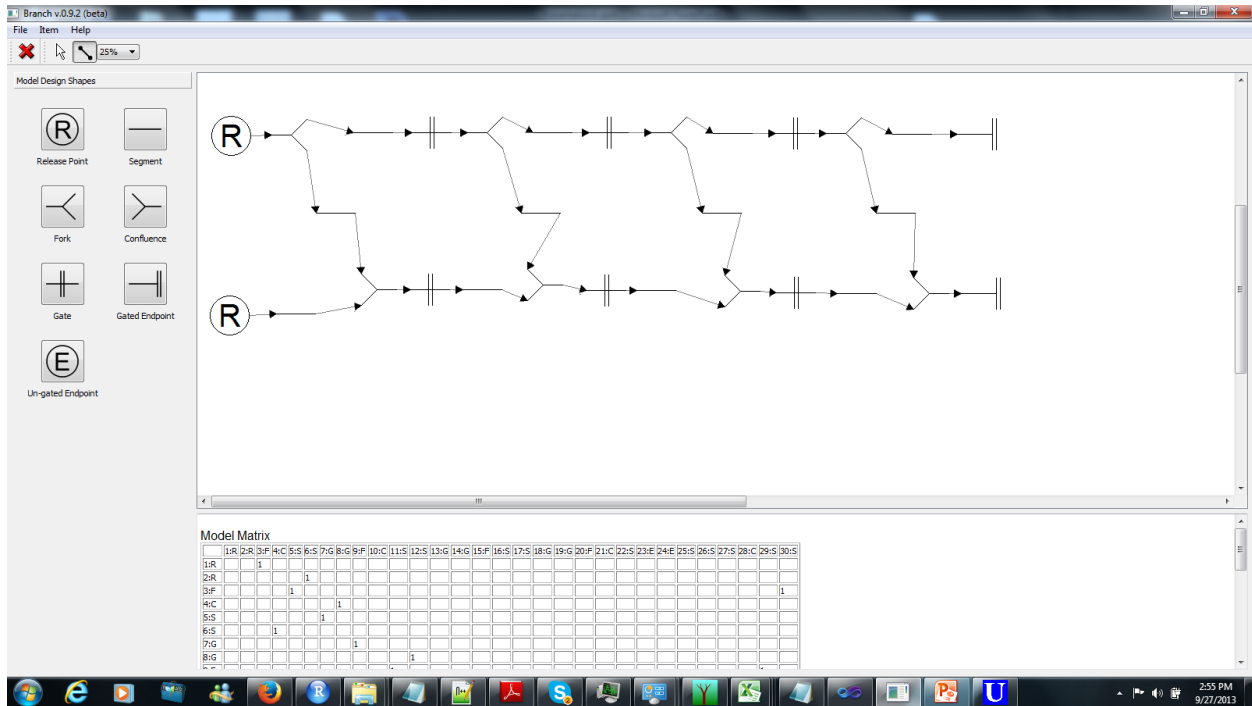 Branch v.0.9.2 (beta)
File Item Help
25%
Model Design Shapes
R
Release Point
Segment
Fork
Confluence
Gate
Gated Endpoint
E
Un-gated Endpoint
R
R
Model Matrix
1:R 2:R 3:F 4:C 5:S 6:S 7:G 8:G 9:F 10:C 11:S 12:S 13:G 14:G 15:F 16:S 17:S 18:G 19:G 20:F 21:C 22:S 23:E 24:E 25:S 26:S 27:S 28:C 29:S 30:S
1:R 1
2:R 1
3:F 1 1
4:C 1
5:S 1
6:S 1
7:G 1
8:G 1
2:55 PM
9/27/2013